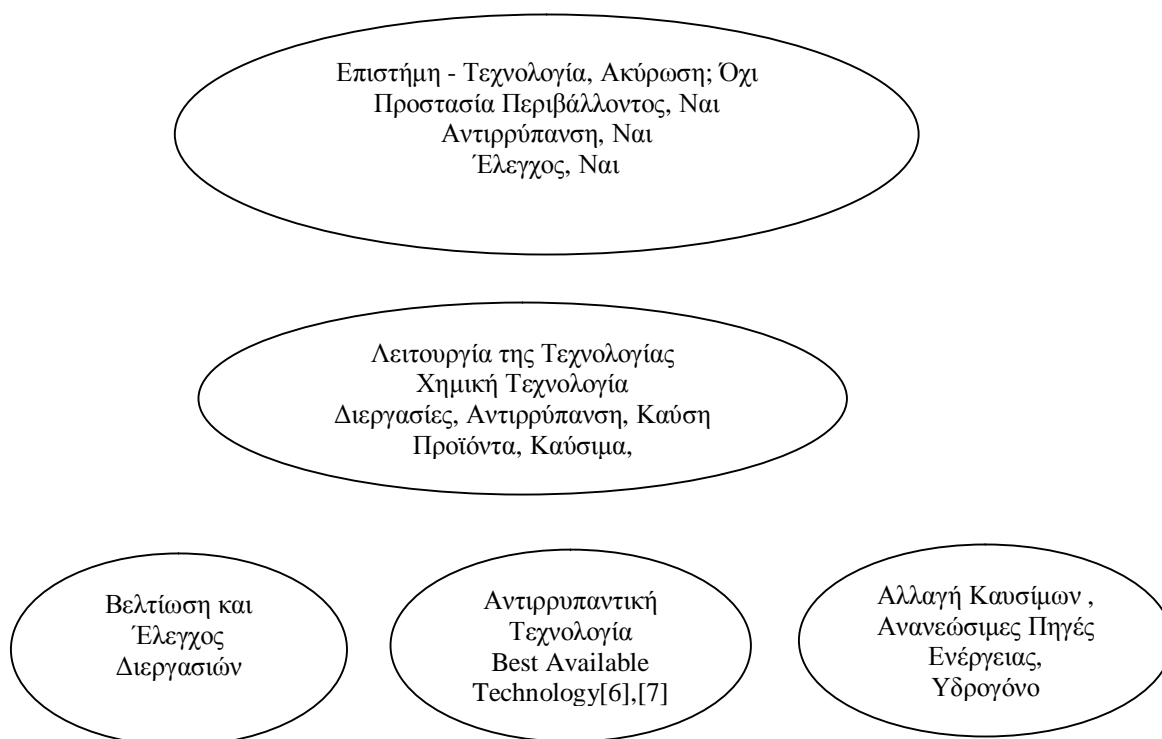 Επιστήμη - Τεχνολογία, Ακύρωση; Όχι
Προστασία Περιβάλλοντος, Ναι
Αντιρρύπανση, Ναι
Έλεγχος, Ναι
Λειτουργία της Τεχνολογίας
Χημική Τεχνολογία
Διεργασίες, Αντιρρύπανση, Καύση
Προϊόντα, Καύσιμα,
Βελτίωση και
Έλεγχος
Διεργασιών
Αντιρρυπαντική
Τεχνολογία
Best Available
Technology[6],[7]
Αλλαγή Καυσίμων ,
Ανανεώσιμες Πηγές
Ενέργειας,
Υδρογόνο